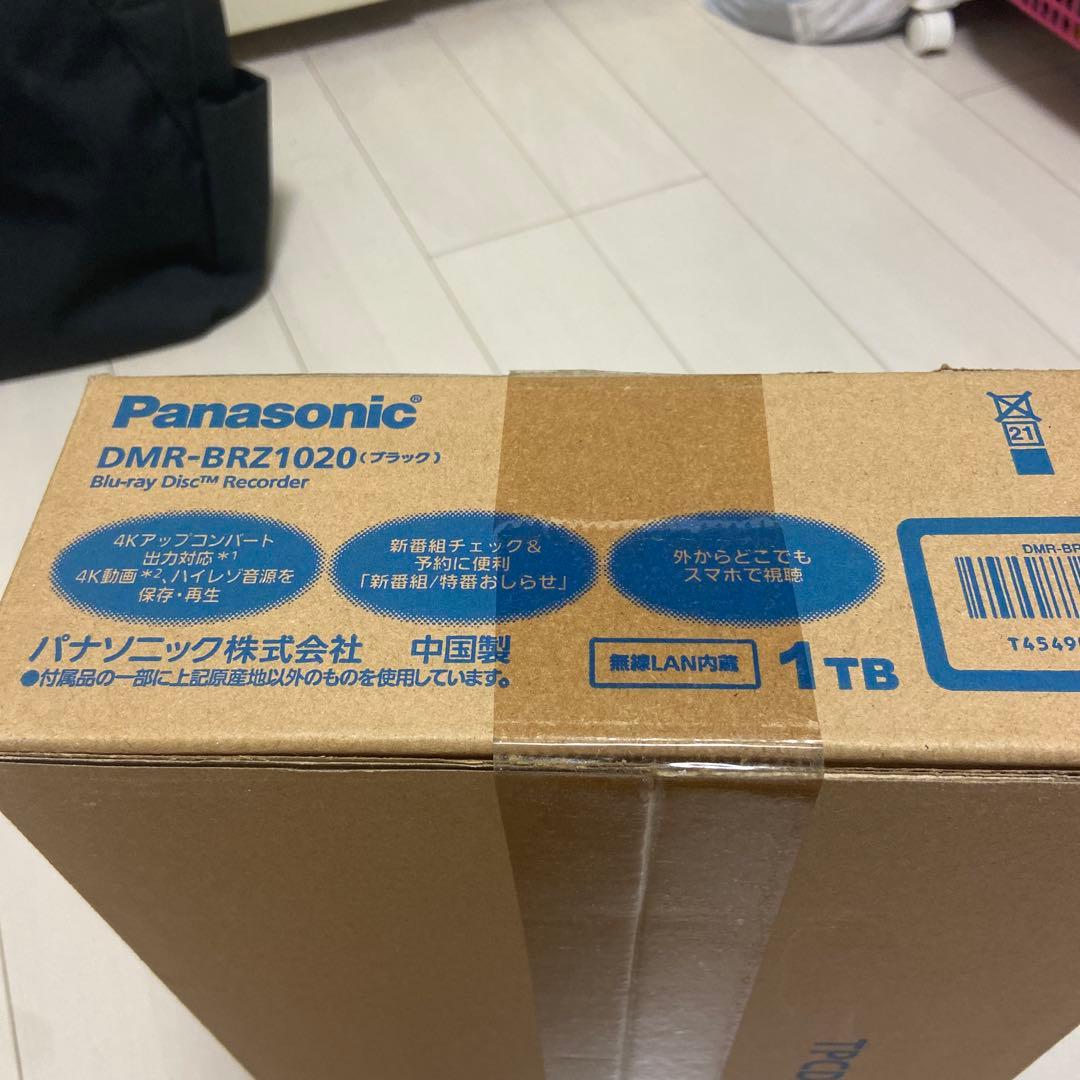 Panasonic®
DMR-BRZ1020(ブラック)
Blu-ray Disc™ Recorder
21
4Kアップコンバート
出力対応*1
4K動画*2、ハイレゾ音源を
保存・再生
新番組チェック&
予約に便利
「新番組/特番おしらせ」
外からどこでも
スマホで視聴
DMR-BR
T4549
パナソニック株式会社 中国製
●付属品の一部に上記原産地以外のものを使用しています。
無線LAN内蔵
1TB
TPCD